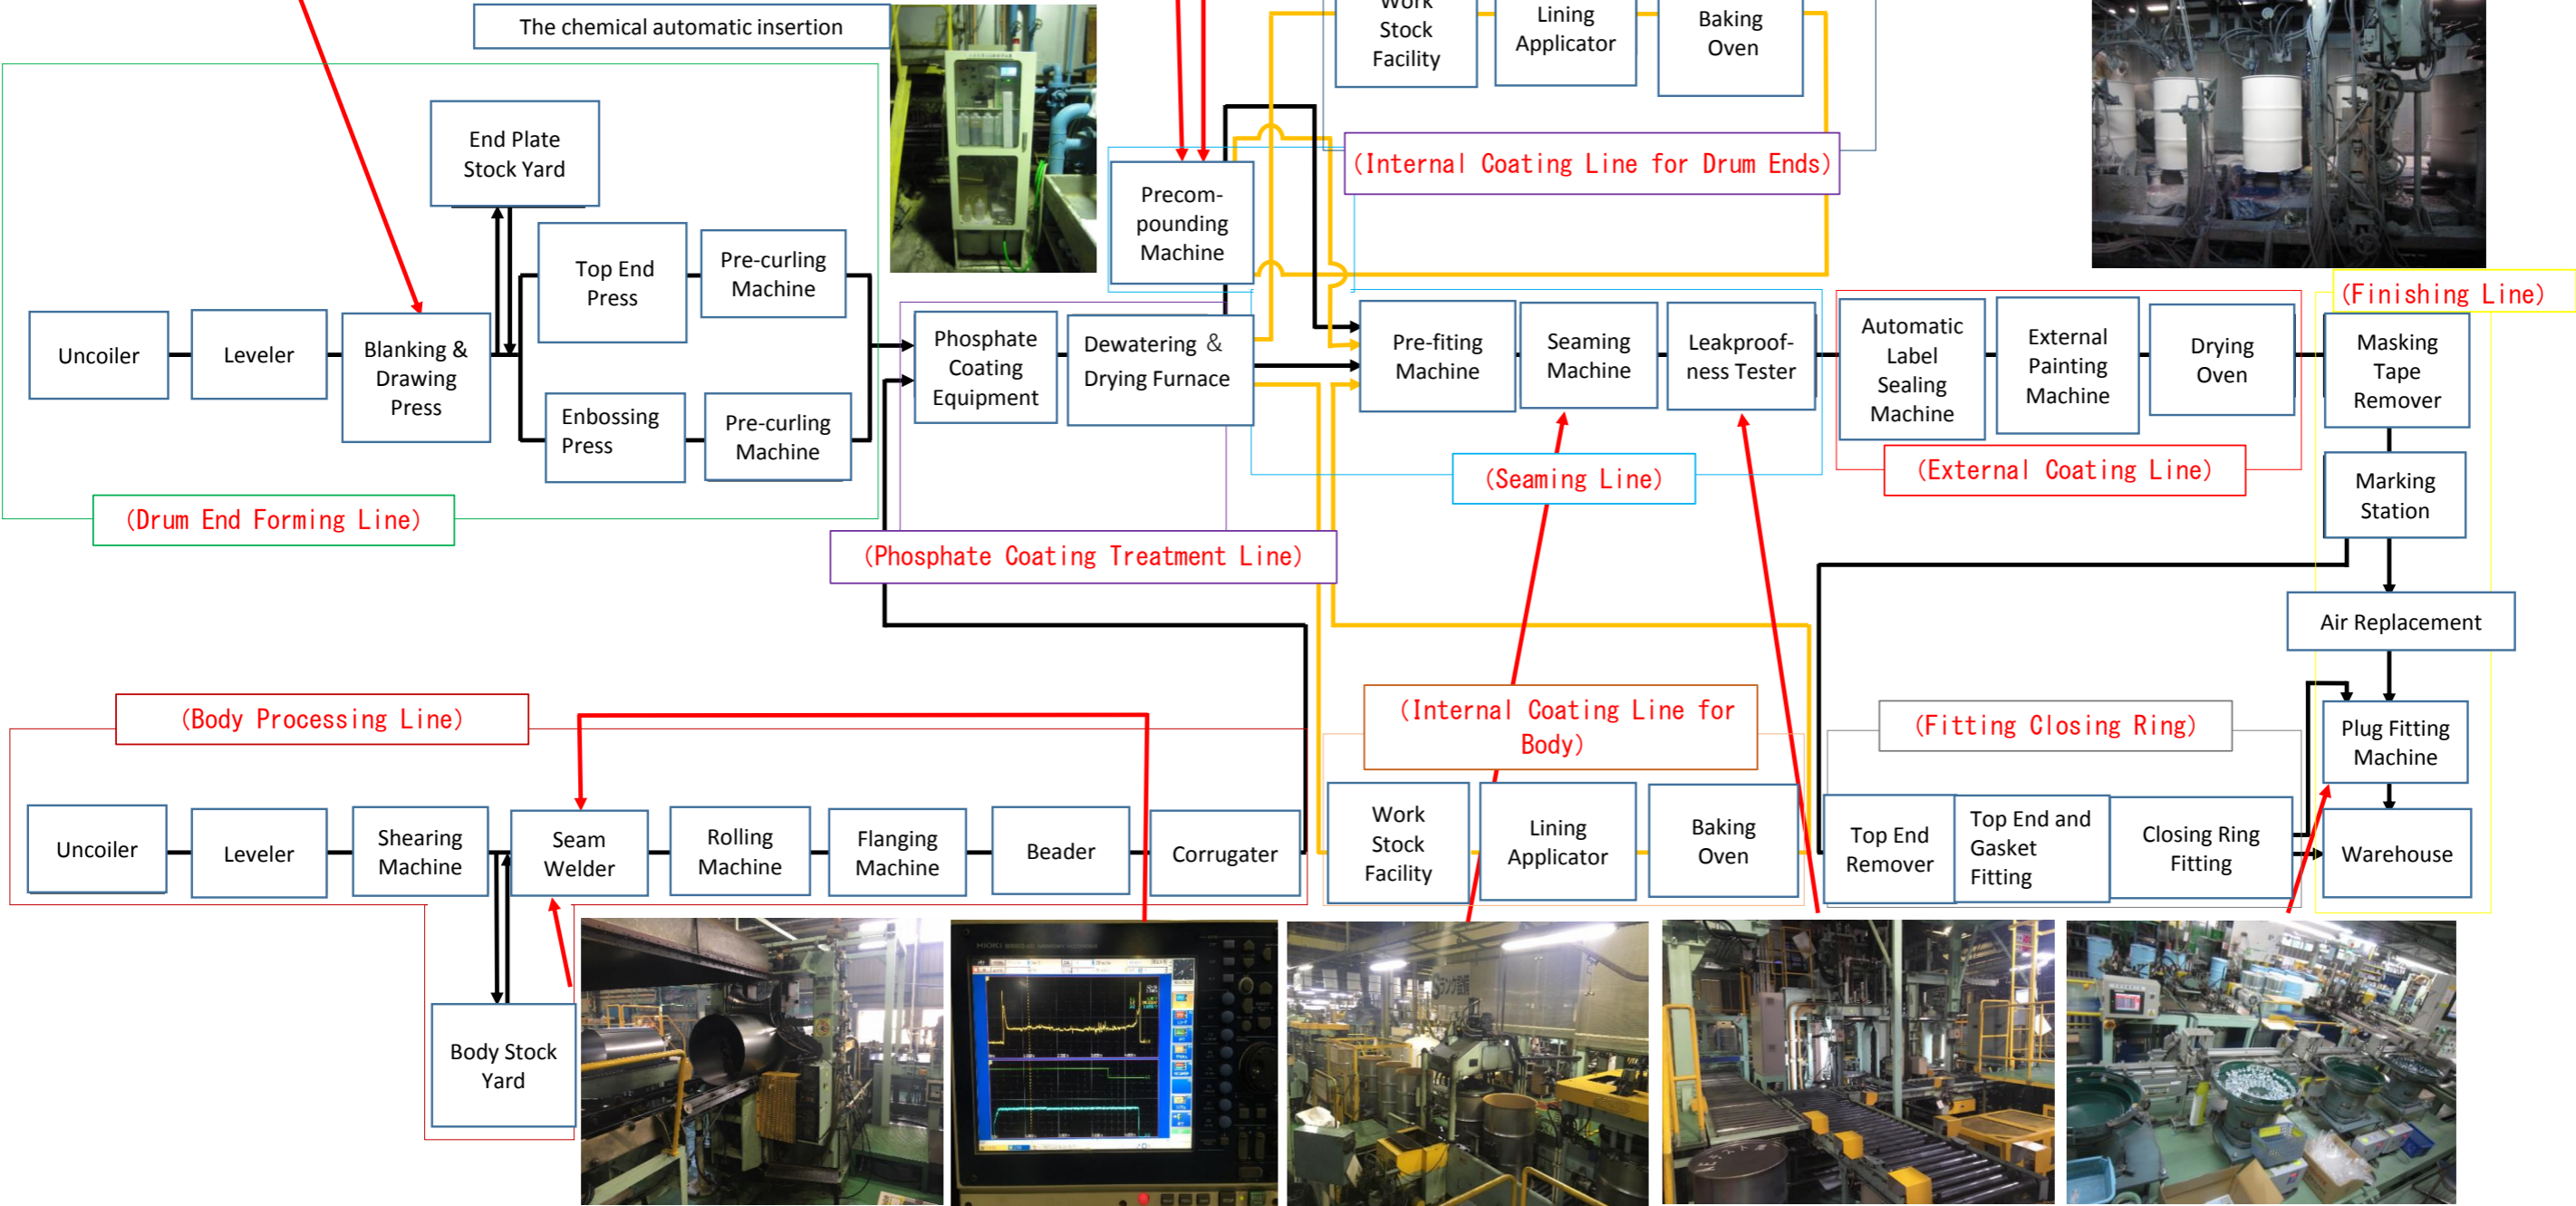 The chemical automatic insertion
Work
Stock
Facility
Lining
Applicator
Baking
Oven
(Internal Coating Line for Drum Ends)
End Plate
Stock Yard
Precom-
pounding
Machine
Top End
Press
Pre-curling
Machine
Uncoiler
Leveler
Blanking &
Drawing
Press
Enbossing
Press
Pre-curling
Machine
(Drum End Forming Line)
Phosphate
Coating
Equipment
Dewatering &
Drying Furnace
(Phosphate Coating Treatment Line)
Pre-fiting
Machine
Seaming
Machine
Leakproof-
ness Tester
(Seaming Line)
Automatic
Label
Sealing
Machine
External
Painting
Machine
Drying
Oven
(External Coating Line)
(Finishing Line)
Masking
Tape
Remover
Marking
Station
Air Replacement
Plug Fitting
Machine
Warehouse
(Body Processing Line)
Uncoiler
Leveler
Shearing
Machine
Seam
Welder
Rolling
Machine
Flanging
Machine
Beader
Corrugater
Body Stock
Yard
(Internal Coating Line for
Body)
Work
Stock
Facility
Lining
Applicator
Baking
Oven
(Fitting Closing Ring)
Top End
Remover
Top End and
Gasket
Fitting
Closing Ring
Fitting
HIOKI